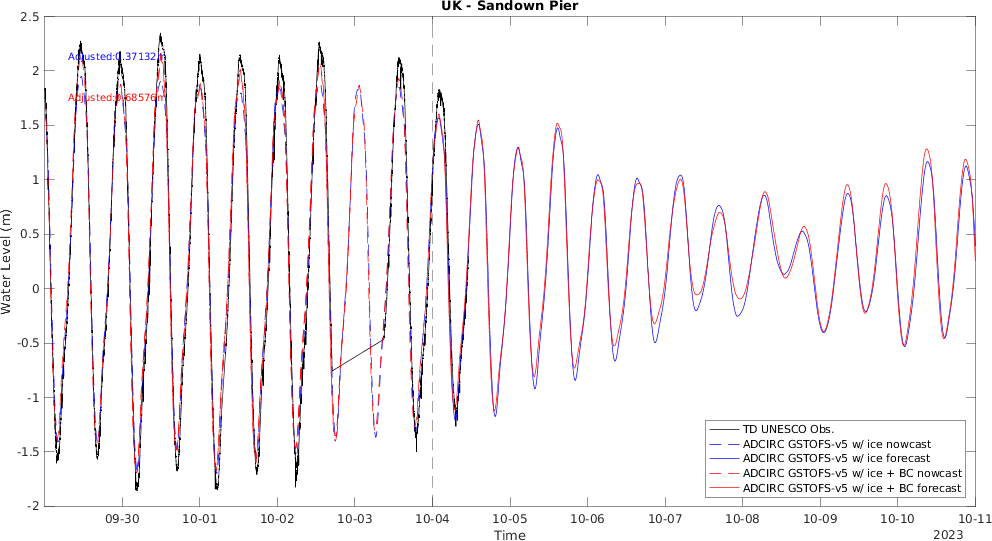 UK - Sandown Pier
2.5
2
1.5
1
0.5
0
-0.5
-1
-1.5
-2
Water Level (m)
Adjusted:0.37132m
Adjusted:0.68576m
09-30
10-01
10-02
10-03
10-04
10-05
10-06
10-07
10-08
10-09
10-10
10-11
Time
2023
TD UNESCO Obs.
ADCIRC GSTOFS-v5 w/ ice nowcast
ADCIRC GSTOFS-v5 w/ ice forecast
ADCIRC GSTOFS-v5 w/ ice + BC nowcast
ADCIRC GSTOFS-v5 w/ ice + BC forecast